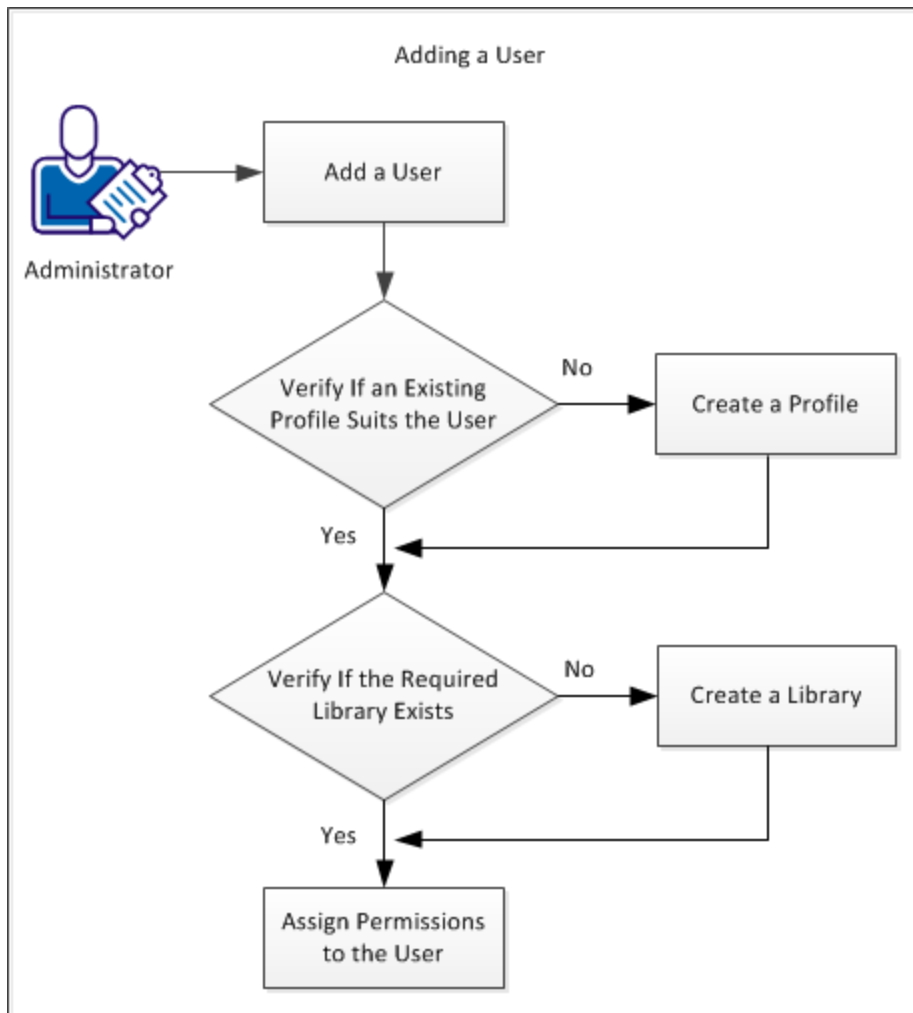 Adding a User
Add a User
Administrator
Verify If an Existing
Profile Suits the User
No
Create a Profile
Yes
Verify If the Required
Library Exists
No
Create a Library
Yes
Assign Permissions
to the User